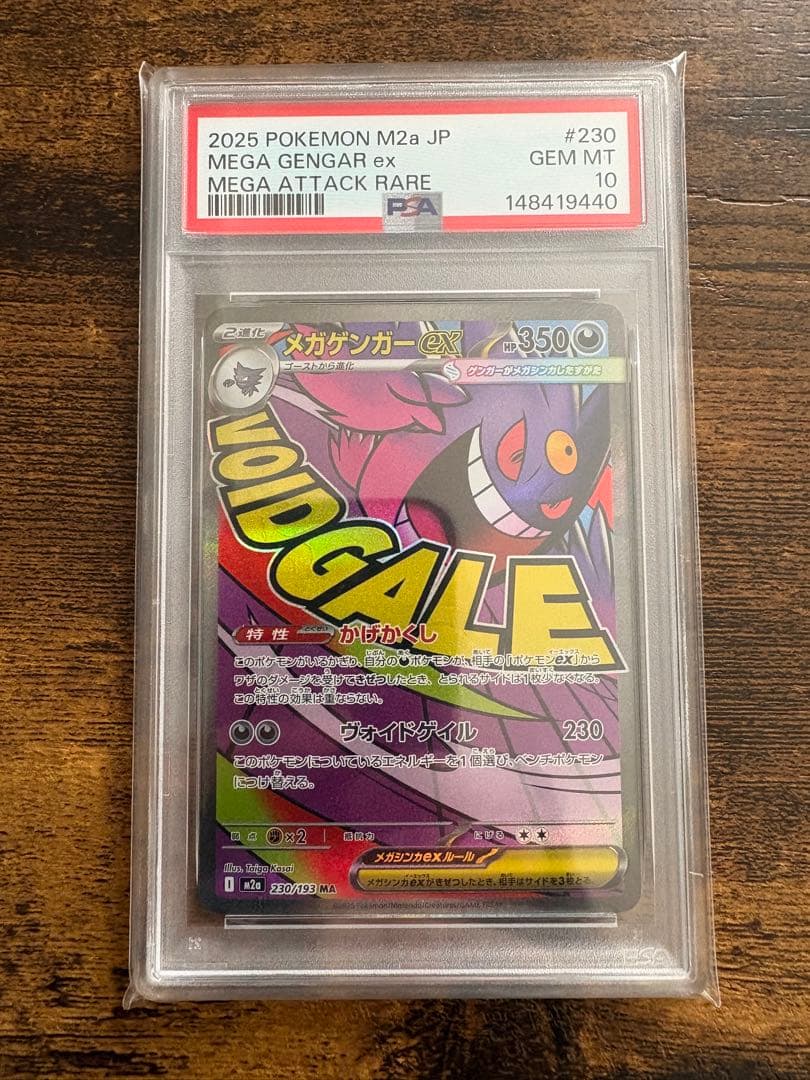 2025 POKEMON M2a JP #230
MEGA GENGAR ex GEM MT
MEGA ATTACK RARE 10
PSA 148419440
2進化 メガゲンガーex HP350
ゴーストから進化 ゲンガーがメガシンカしたすがた
VOID GALE
特性 かげかくし
このポケモンがいるかぎり、自分のポケモンが、相手の「ポケモンex」から
ワザのダメージを受けてきぜつしたとき、とられるサイドは1枚少なくなる。
この特性の効果は重ならない。
ヴォイドゲイル 230
このポケモンについているエネルギーを1個選び、ベンチポケモン
につけ替える。
弱点 ×2 抵抗力 にげる
メガシンカexルール
メガシンカexがきぜつしたとき、相手はサイドを3枚とる。
Illus. Taiga Kasai
I m2a 230/193 MA
©2025 Pokémon/Nintendo/Creatures/GAME FREAK